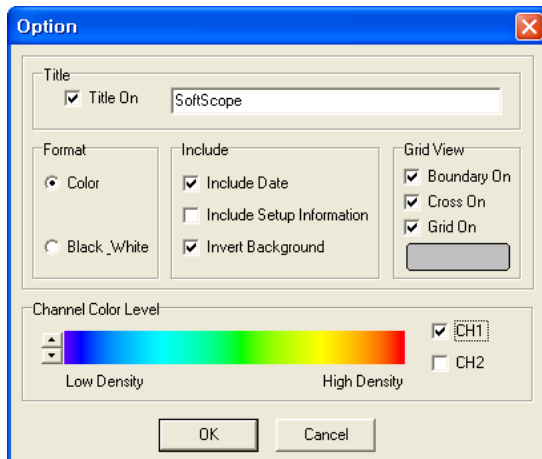 Option
Title
Title On
SoftScope
Format
Color
Black_White
Include
Include Date
Include Setup Information
Invert Background
Grid View
Boundary On
Cross On
Grid On
Channel Color Level
Low Density
High Density
CH1
CH2
OK
Cancel